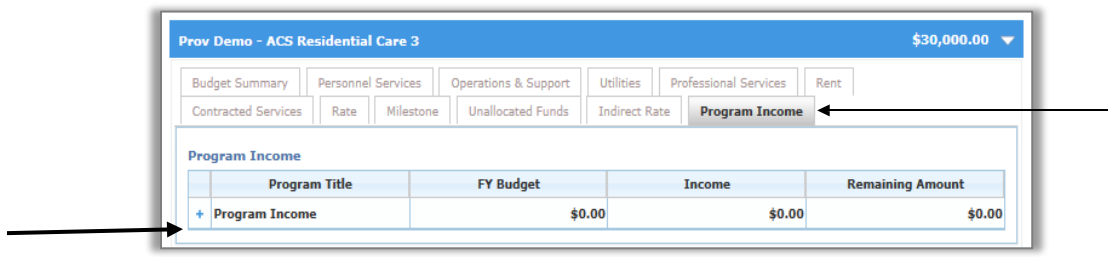 Prov Demo - ACS Residential Care 3 $30,000.00
Budget Summary Personnel Services Operations & Support Utilities Professional Services Rent
Contracted Services Rate Milestone Unallocated Funds Indirect Rate Program Income
Program Income
Program Title FY Budget Income Remaining Amount
+ Program Income $0.00 $0.00 $0.00